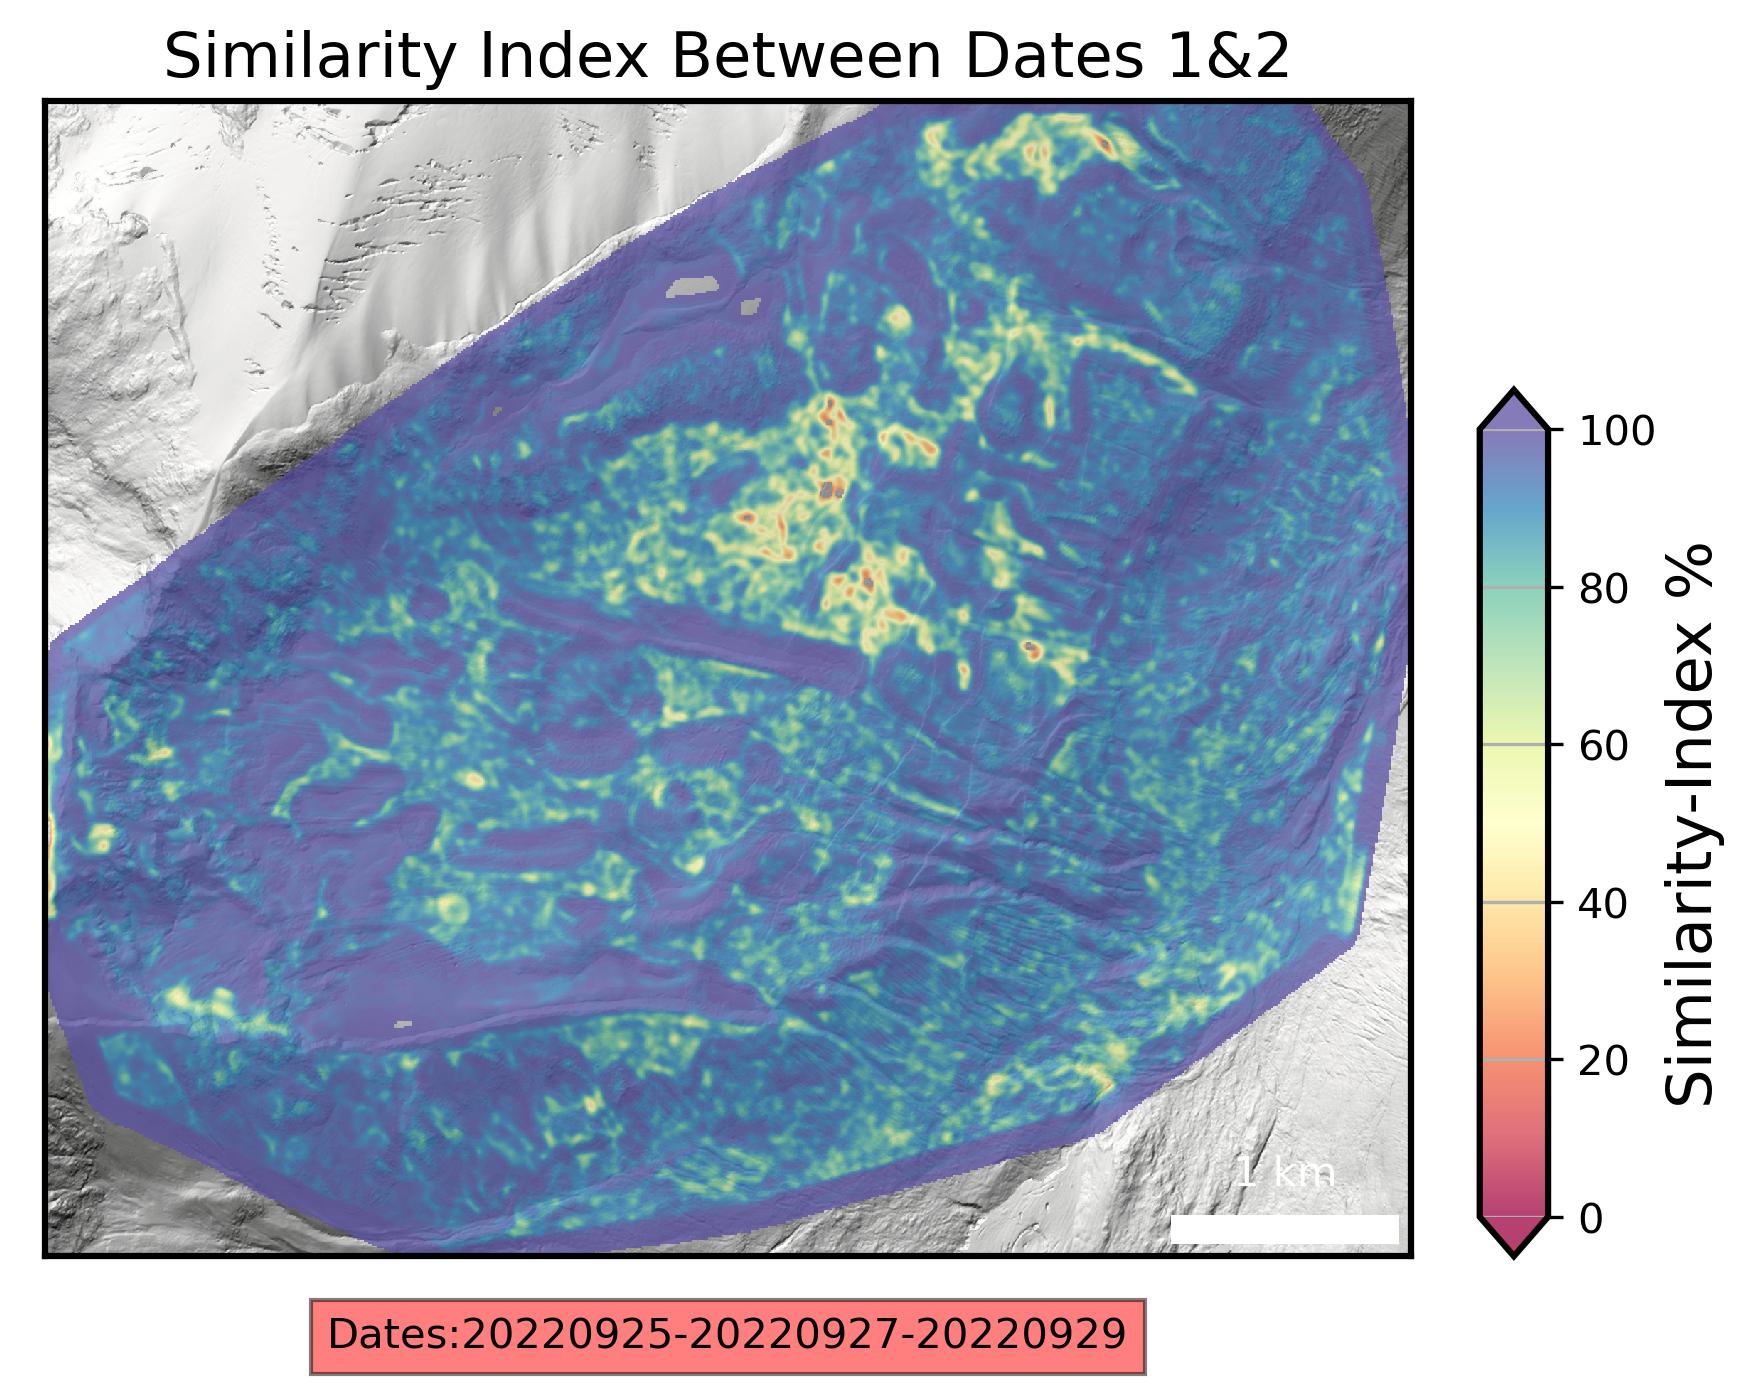 Similarity Index Between Dates 1&2
100
80
60
40
20
0
Similarity-Index %
1 km
Dates:20220925-20220927-20220929